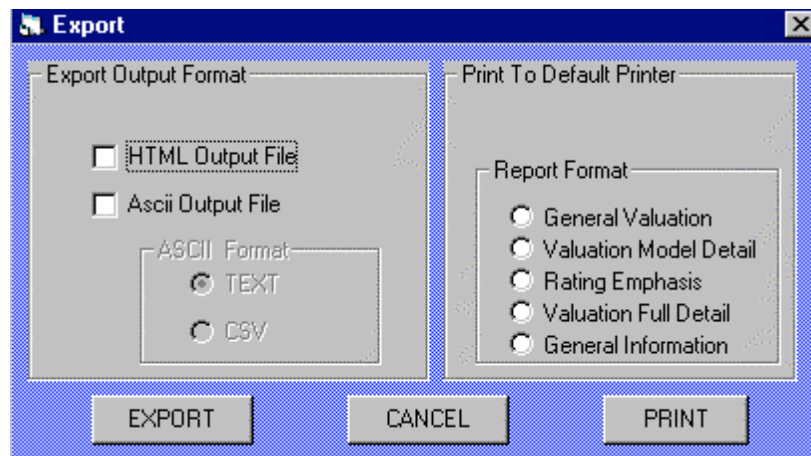 Export
Export Output Format
HTML Output File
Ascii Output File
ASCII Format
TEXT
CSV
Print To Default Printer
Report Format
General Valuation
Valuation Model Detail
Rating Emphasis
Valuation Full Detail
General Information
EXPORT
CANCEL
PRINT